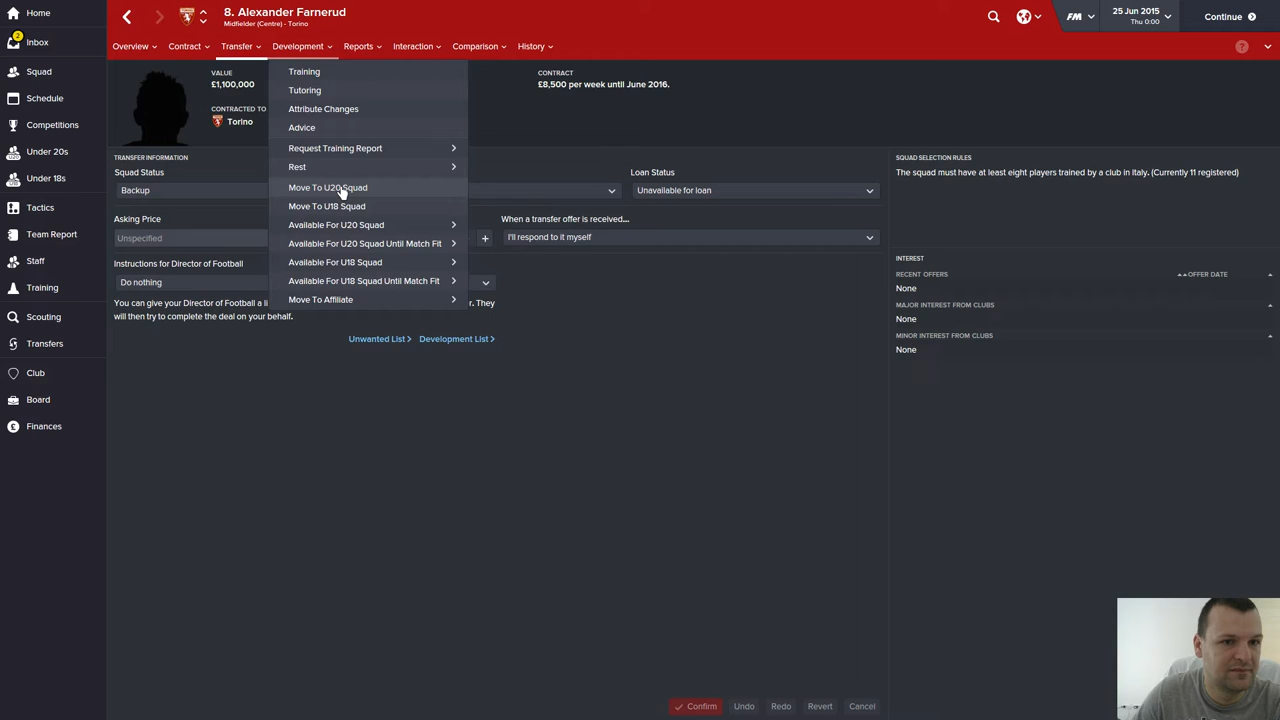 Home
2
Inbox
Squad
Schedule
Competitions
Under 20s
Under 18s
Tactics
Team Report
Staff
Training
Scouting
Transfers
Club
Board
Finances
8. Alexander Farnerud
Midfielder (Centre) - Torino
FM
25 Jun 2015
Thu 0:00
Continue
Overview
Contract
Transfer
Development
Reports
Interaction
Comparison
History
?
VALUE
£1,100,000
CONTRACTED TO
Torino
CONTRACT
£8,500 per week until June 2016.
Training
Tutoring
Attribute Changes
Advice
Request Training Report
Rest
Move To U20 Squad
Move To U18 Squad
Available For U20 Squad
Available For U20 Squad Until Match Fit
Available For U18 Squad
Available For U18 Squad Until Match Fit
Move To Affiliate
TRANSFER INFORMATION
Squad Status
Backup
Loan Status
Unavailable for loan
Asking Price
Unspecified
When a transfer offer is received...
I'll respond to it myself
Instructions for Director of Football
Do nothing
You can give your Director of Football a li
r. They
will then try to complete the deal on your behalf.
Unwanted List >
Development List >
SQUAD SELECTION RULES
The squad must have at least eight players trained by a club in Italy. (Currently 11 registered)
INTEREST
RECENT OFFERS
OFFER DATE
None
MAJOR INTEREST FROM CLUBS
None
MINOR INTEREST FROM CLUBS
None
Confirm
Undo
Redo
Revert
Cancel